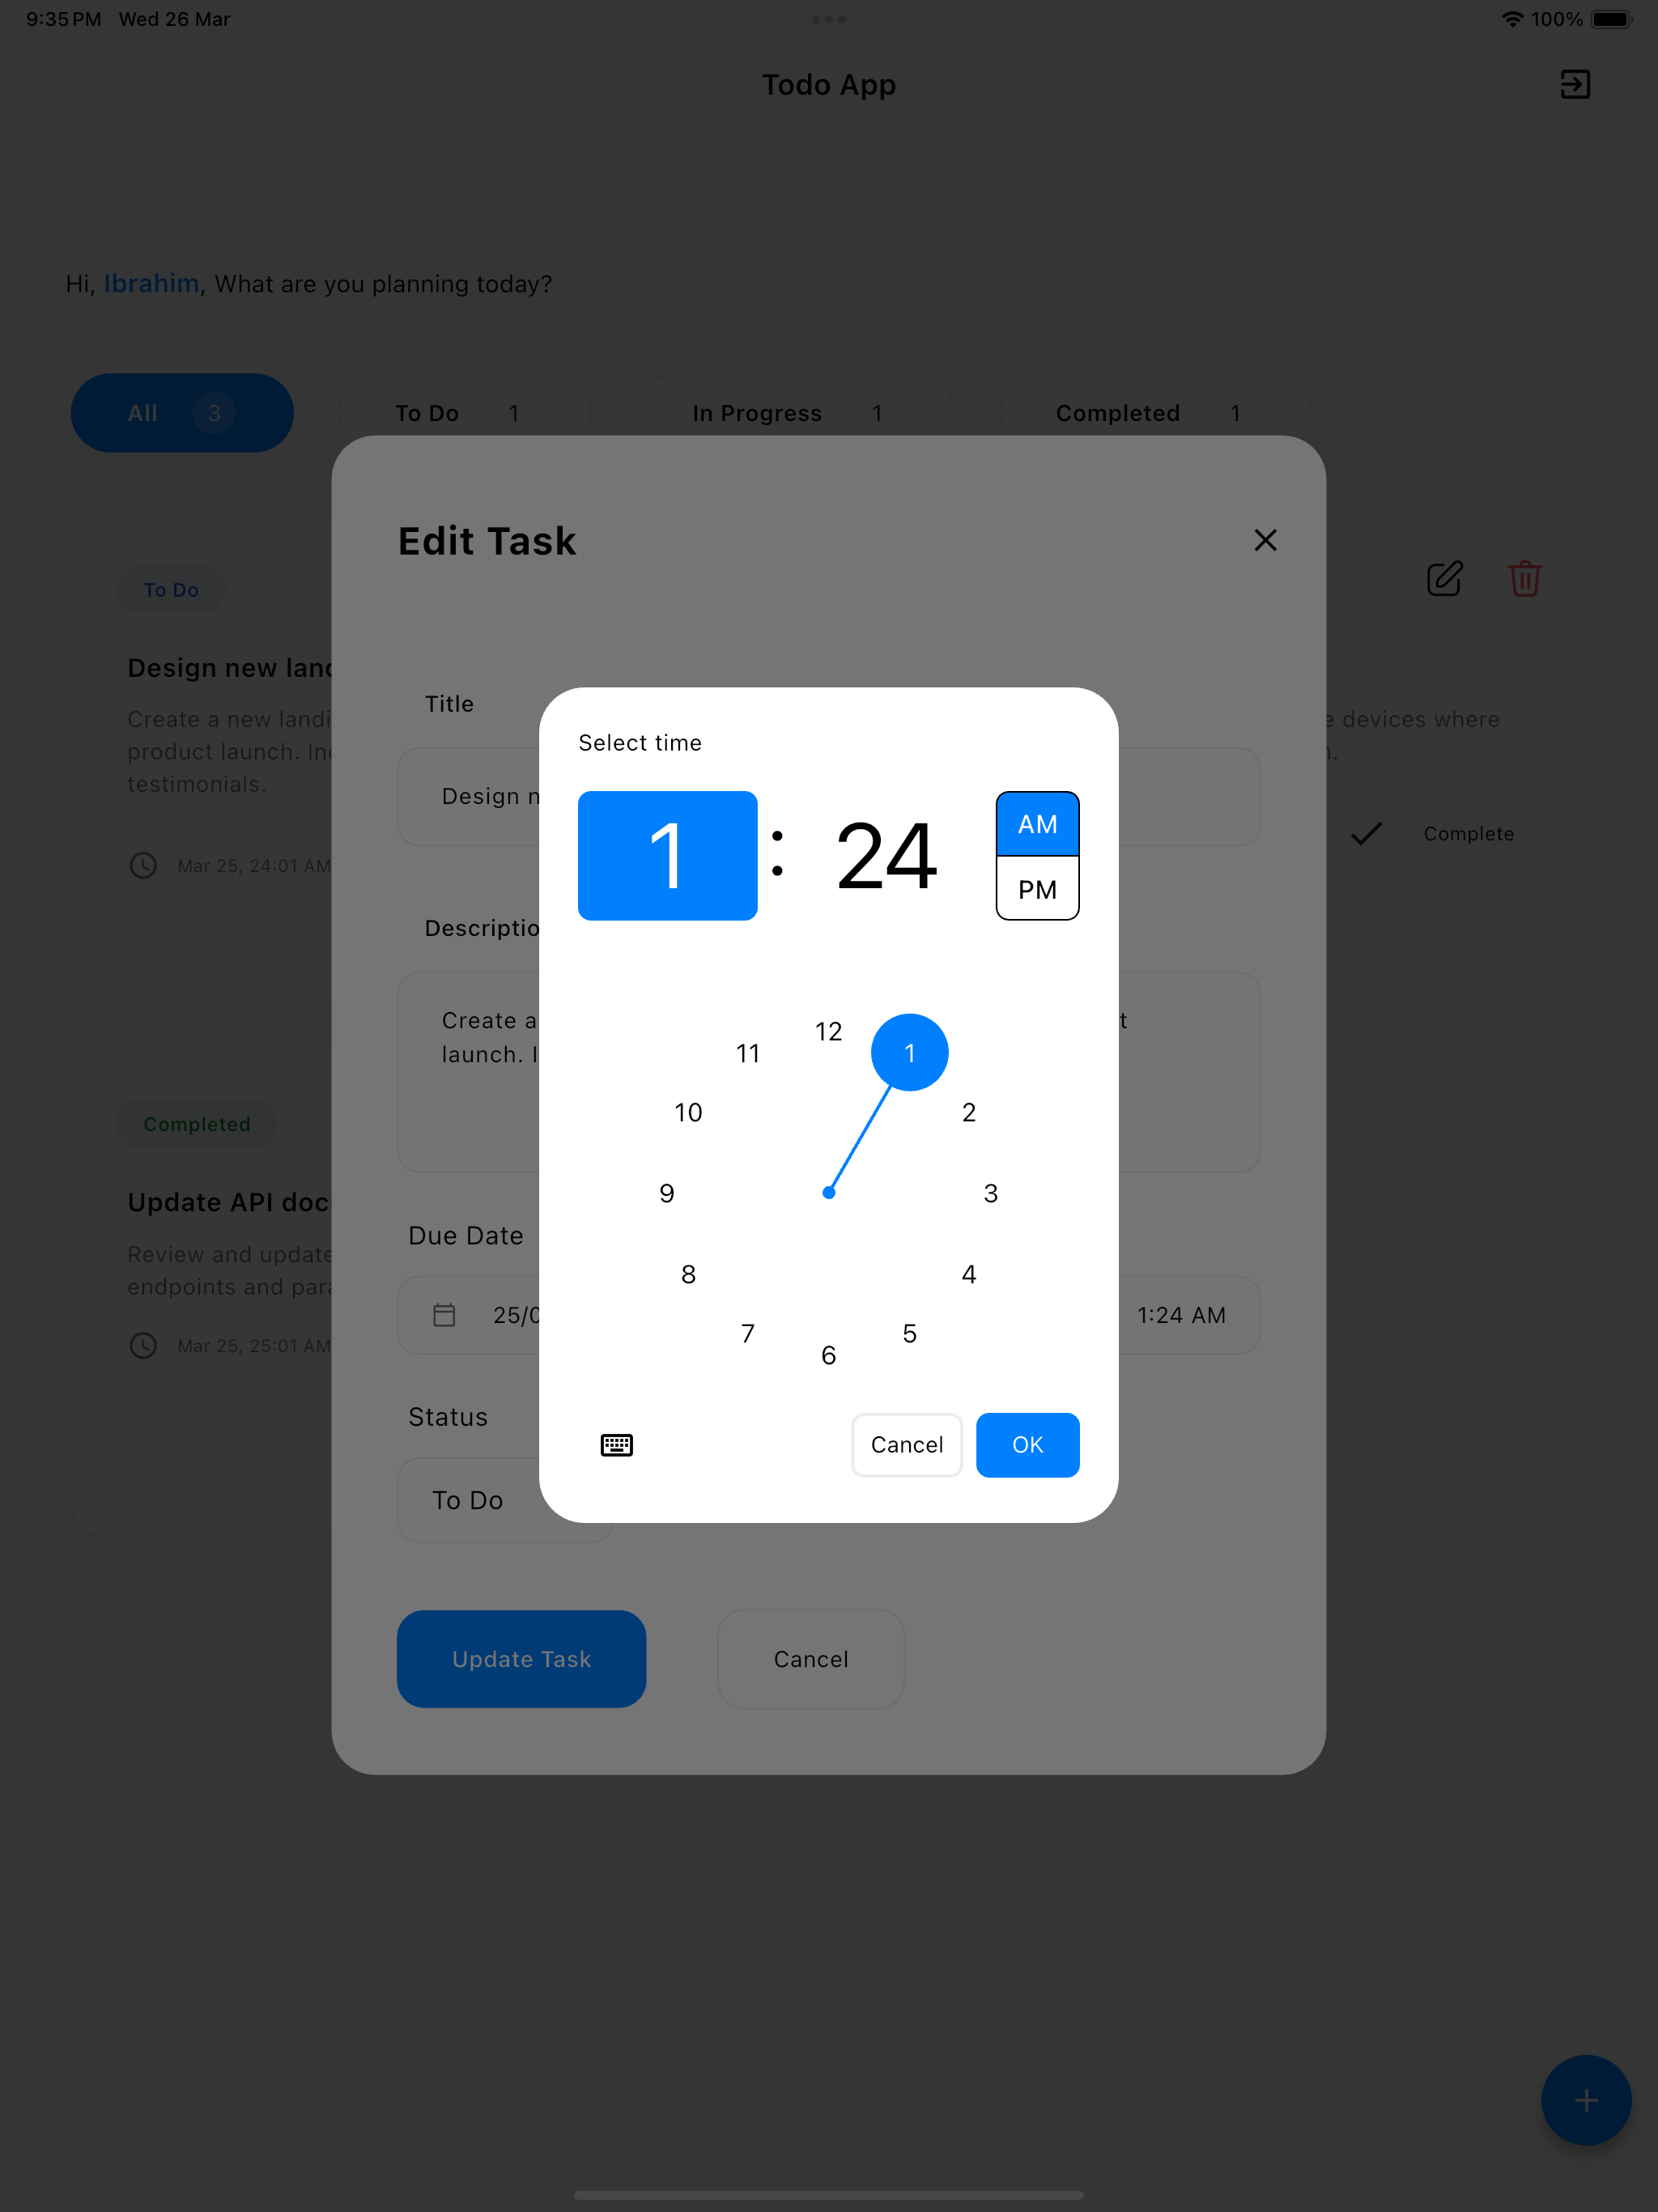 9:35 PM Wed 26 Mar
100%
Todo App
Hi, Ibrahim, What are you planning today?
All 3
To Do 1
In Progress 1
Completed 1
Edit Task
To Do
Design new land
Create a new landi
product launch. Inc
testimonials.
Mar 25, 24:01 AM
devices where
Complete
Title
Design n
Descriptio
Create a
launch. I
t
Completed
Update API doc
Review and update
endpoints and para
Mar 25, 25:01 AM
Due Date
25/0
1:24 AM
Status
To Do
Update Task
Cancel
Select time
1 : 24
AM
PM
12
1
2
3
4
5
6
7
8
9
10
11
Cancel
OK